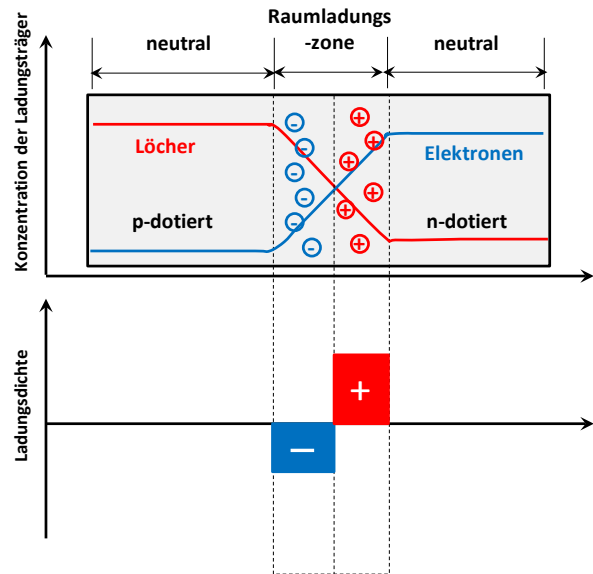 Raumladungs
-zone
neutral
neutral
Konzentration der Ladungsträger
Löcher
Elektronen
p-dotiert
n-dotiert
Ladungsdichte
+
−